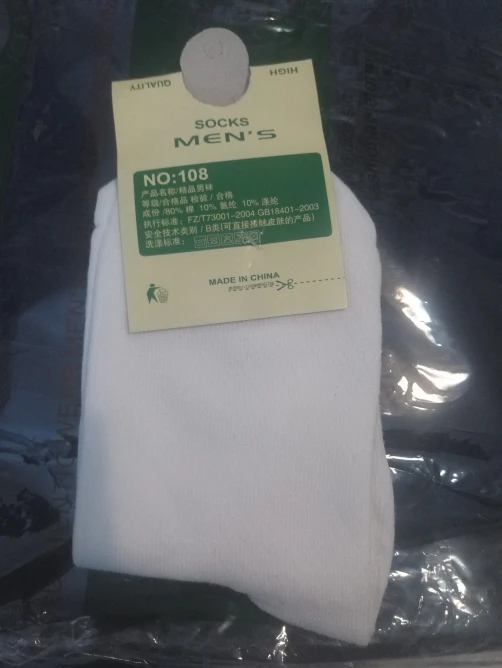 QUALITY HIGH
SOCKS
MEN'S
NO:108
产品名称/精品男袜
等级/合格品 检验 / 合格
成份 /80% 棉 10% 氨纶 10% 涤纶
执行标准: FZ/T73001-2004 GB18401-2003
安全技术类别 / B类(可直接接触皮肤的产品)
洗涤标准:
MADE IN CHINA